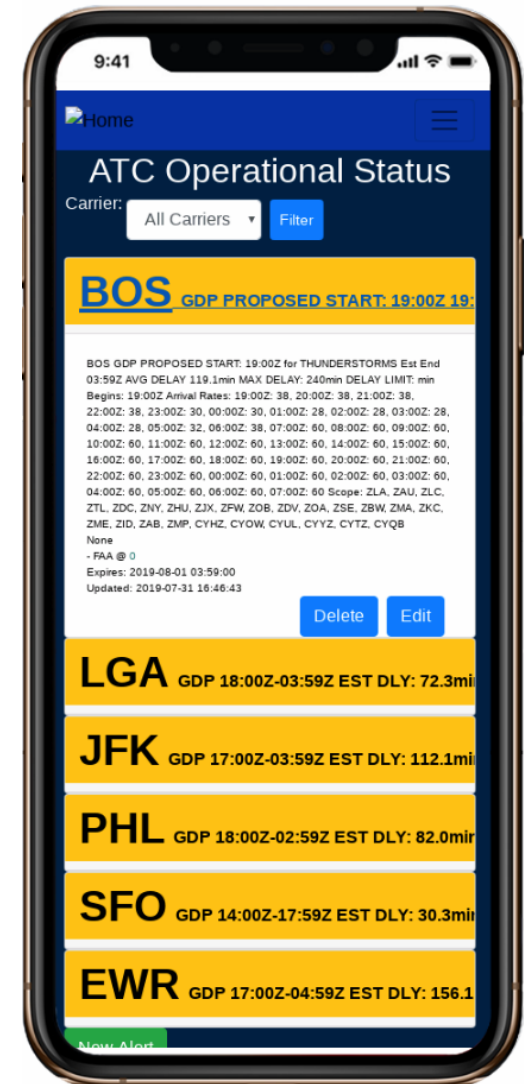 9:41
Home
ATC Operational Status
Carrier:
All Carriers
Filter
BOS GDP PROPOSED START: 19:00Z 19:
BOS GDP PROPOSED START: 19:00Z for THUNDERSTORMS Est End
03:59Z AVG DELAY 119.1min MAX DELAY: 240min DELAY LIMIT: min
Begins: 19:00Z Arrival Rates: 19:00Z: 38, 20:00Z: 38, 21:00Z: 38,
22:00Z: 38, 23:00Z: 30, 00:00Z: 30, 01:00Z: 28, 02:00Z: 28, 03:00Z: 28,
04:00Z: 28, 05:00Z: 32, 06:00Z: 38, 07:00Z: 60, 08:00Z: 60, 09:00Z: 60,
10:00Z: 60, 11:00Z: 60, 12:00Z: 60, 13:00Z: 60, 14:00Z: 60, 15:00Z: 60,
16:00Z: 60, 17:00Z: 60, 18:00Z: 60, 19:00Z: 60, 20:00Z: 60, 21:00Z: 60,
22:00Z: 60, 23:00Z: 60, 00:00Z: 60, 01:00Z: 60, 02:00Z: 60, 03:00Z: 60,
04:00Z: 60, 05:00Z: 60, 06:00Z: 60, 07:00Z: 60 Scope: ZLA, ZAU, ZLC,
ZTL, ZDC, ZNY, ZHU, ZJX, ZFW, ZOB, ZDV, ZOA, ZSE, ZBW, ZMA, ZKC,
ZME, ZID, ZAB, ZMP, CYHZ, CYOW, CYUL, CYYZ, CYTZ, CYQB
None
- FAA @ 0
Expires: 2019-08-01 03:59:00
Updated: 2019-07-31 16:46:43
Delete Edit
LGA GDP 18:00Z-03:59Z EST DLY: 72.3mi
JFK GDP 17:00Z-03:59Z EST DLY: 112.1mi
PHL GDP 18:00Z-02:59Z EST DLY: 82.0min
SFO GDP 14:00Z-17:59Z EST DLY: 30.3mi
EWR GDP 17:00Z-04:59Z EST DLY: 156.1
New Alert